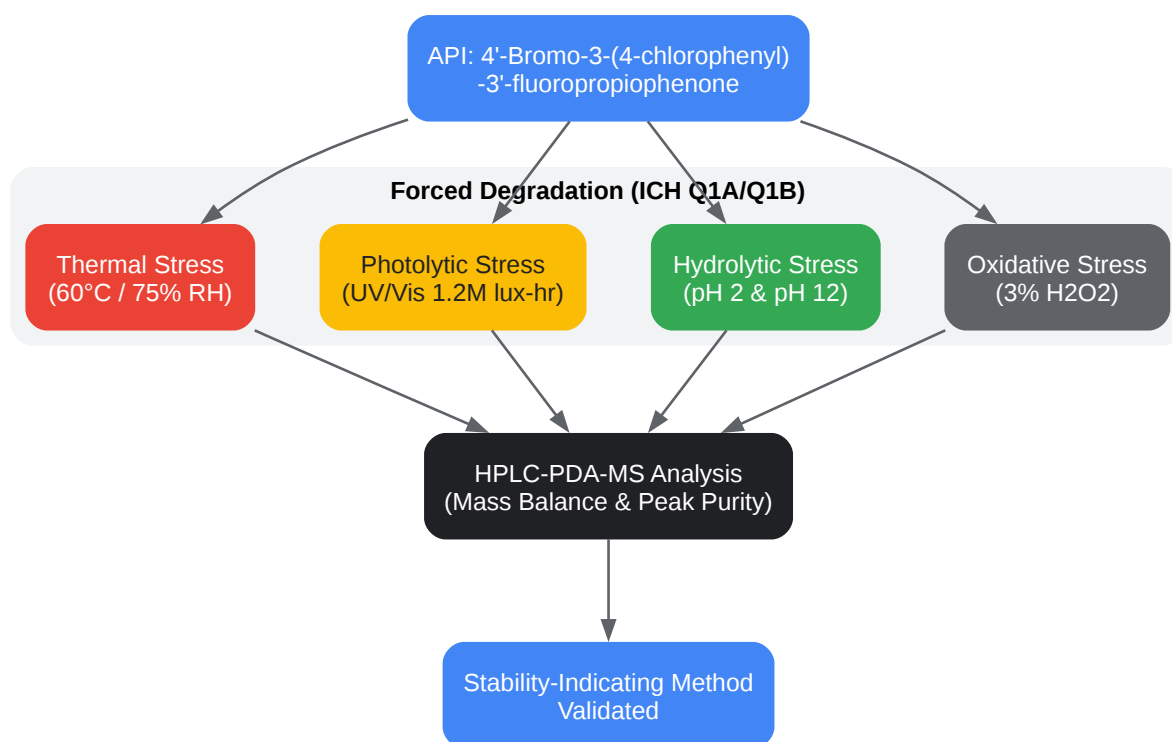 API: 4'-Bromo-3-(4-chlorophenyl)
-3'-fluoropropiophenone
Forced Degradation (ICH Q1A/Q1B)
Thermal Stress
(60°C / 75% RH)
Photolytic Stress
(UV/Vis 1.2M lux-hr)
Hydrolytic Stress
(pH 2 & pH 12)
Oxidative Stress
(3% H2O2)
HPLC-PDA-MS Analysis
(Mass Balance & Peak Purity)
Stability-Indicating Method
Validated